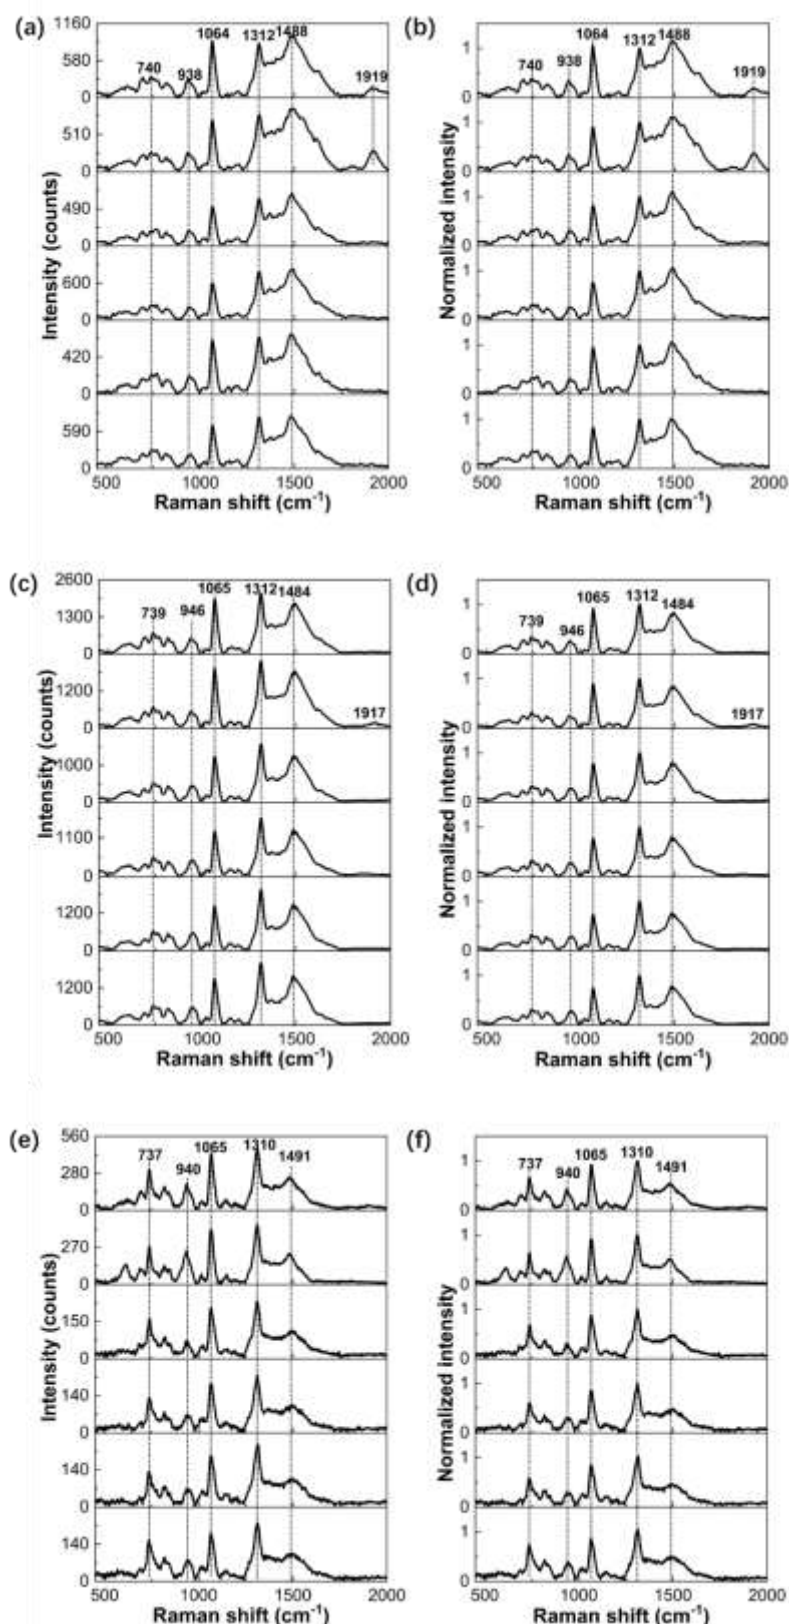 (a) 1160 1064 1312 1488
580 740 938 1919
0
510
0
490
0
600
0
420
0
590
0
500 1000 1500 2000
Raman shift (cm⁻¹)
Intensity (counts)
(b) 1064 1312 1488
1 740 938 1919
0
1
0
1
0
1
0
1
0
1
0
500 1000 1500 2000
Raman shift (cm⁻¹)
Normalized intensity
(c) 2600 1065 1312 1484
1300 739 946
0
1200 1917
0
1000
0
1100
0
1200
0
1200
0
500 1000 1500 2000
Raman shift (cm⁻¹)
Intensity (counts)
(d) 1065 1312 1484
1 739 946
0
1 1917
0
1
0
1
0
1
0
1
0
500 1000 1500 2000
Raman shift (cm⁻¹)
Normalized intensity
(e) 560 1065 1310
280 737 940 1491
0
270
0
150
0
140
0
140
0
140
500 1000 1500 2000
Raman shift (cm⁻¹)
Intensity (counts)
(f) 1065 1310
1 737 940 1491
0
1
0
1
0
1
0
1
0
1
0
500 1000 1500 2000
Raman shift (cm⁻¹)
Normalized intensity